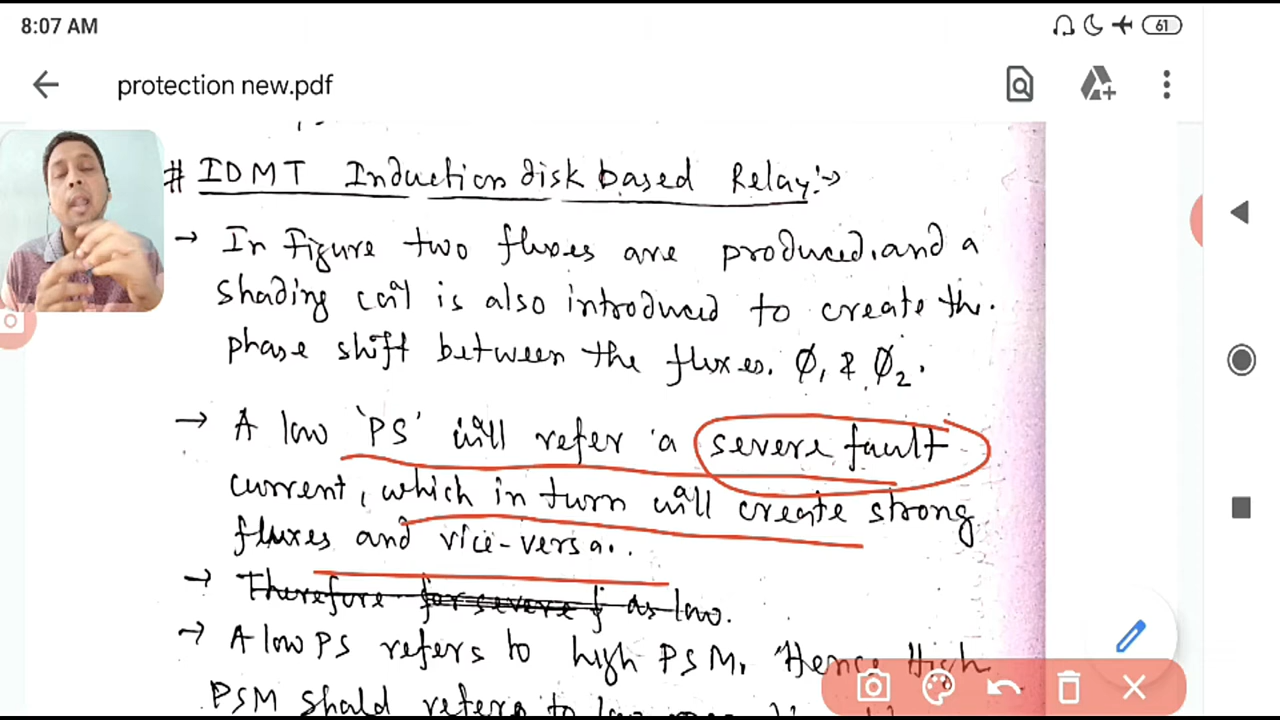 8:07 AM
61
protection new.pdf
# IDMT Induction disk based Relay:→
→ In Figure two fluxes are produced. and a
shading coil is also introduced to create the.
phase shift between the fluxes. Ø1 & Ø2.
→ A low 'PS' will refer a severe fault
current, which in turn will create strong
fluxes and vice-versa..
→ Therefore for severe f as low.
→ A low PS refers to high PSM. Hence High
PSM should refers to